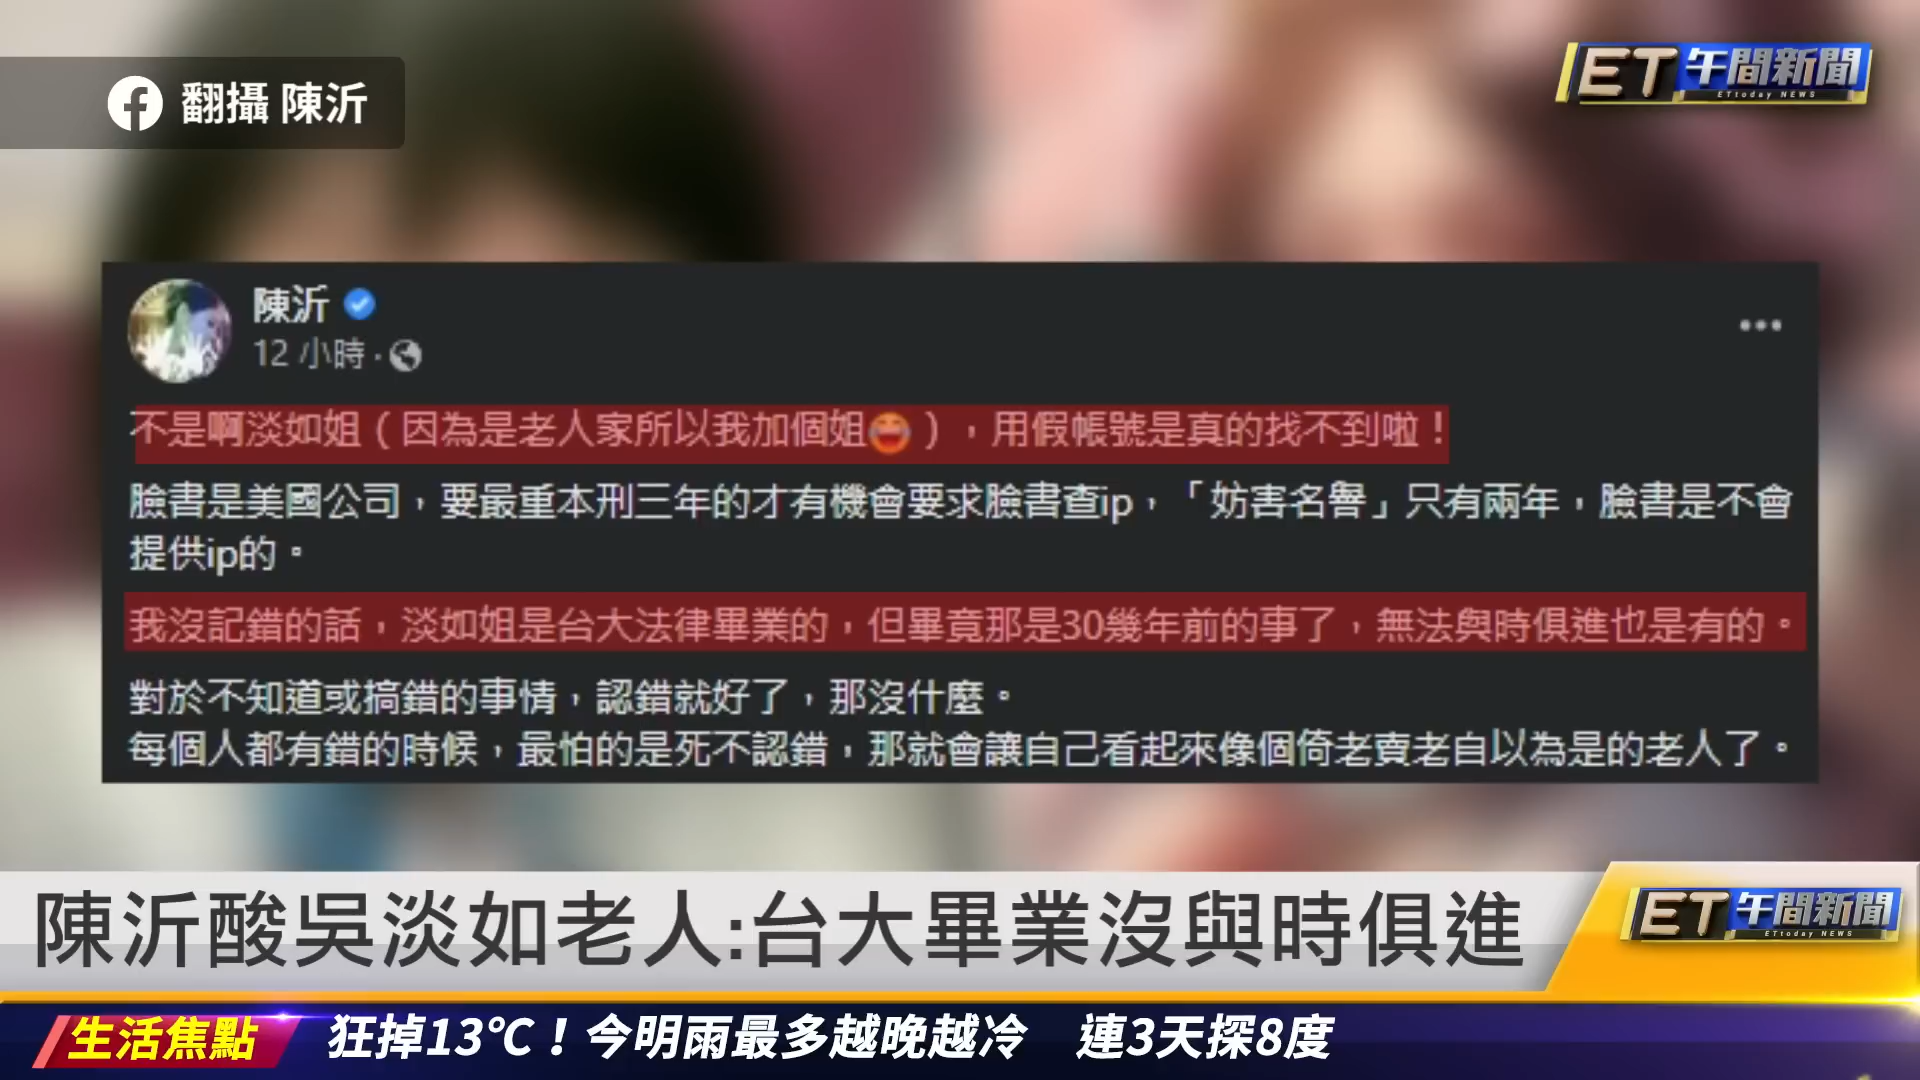 翻攝 陳沂
ET午間新聞
ETtoday NEWS
陳沂
12 小時 ·
不是啊淡如姐（因為是老人家所以我加個姐😆），用假帳號是真的找不到啦！
臉書是美國公司，要最重本刑三年的才有機會要求臉書查ip，「妨害名譽」只有兩年，臉書是不會
提供ip的。
我沒記錯的話，淡如姐是台大法律畢業的，但畢竟那是30幾年前的事了，無法與時俱進也是有的。
對於不知道或搞錯的事情，認錯就好了，那沒什麼。
每個人都有錯的時候，最怕的是死不認錯，那就會讓自己看起來像個倚老賣老自以為是的老人了。
陳沂酸吳淡如老人:台大畢業沒與時俱進
ET午間新聞
ETtoday NEWS
生活焦點 狂掉13°C！今明雨最多越晚越冷 連3天探8度